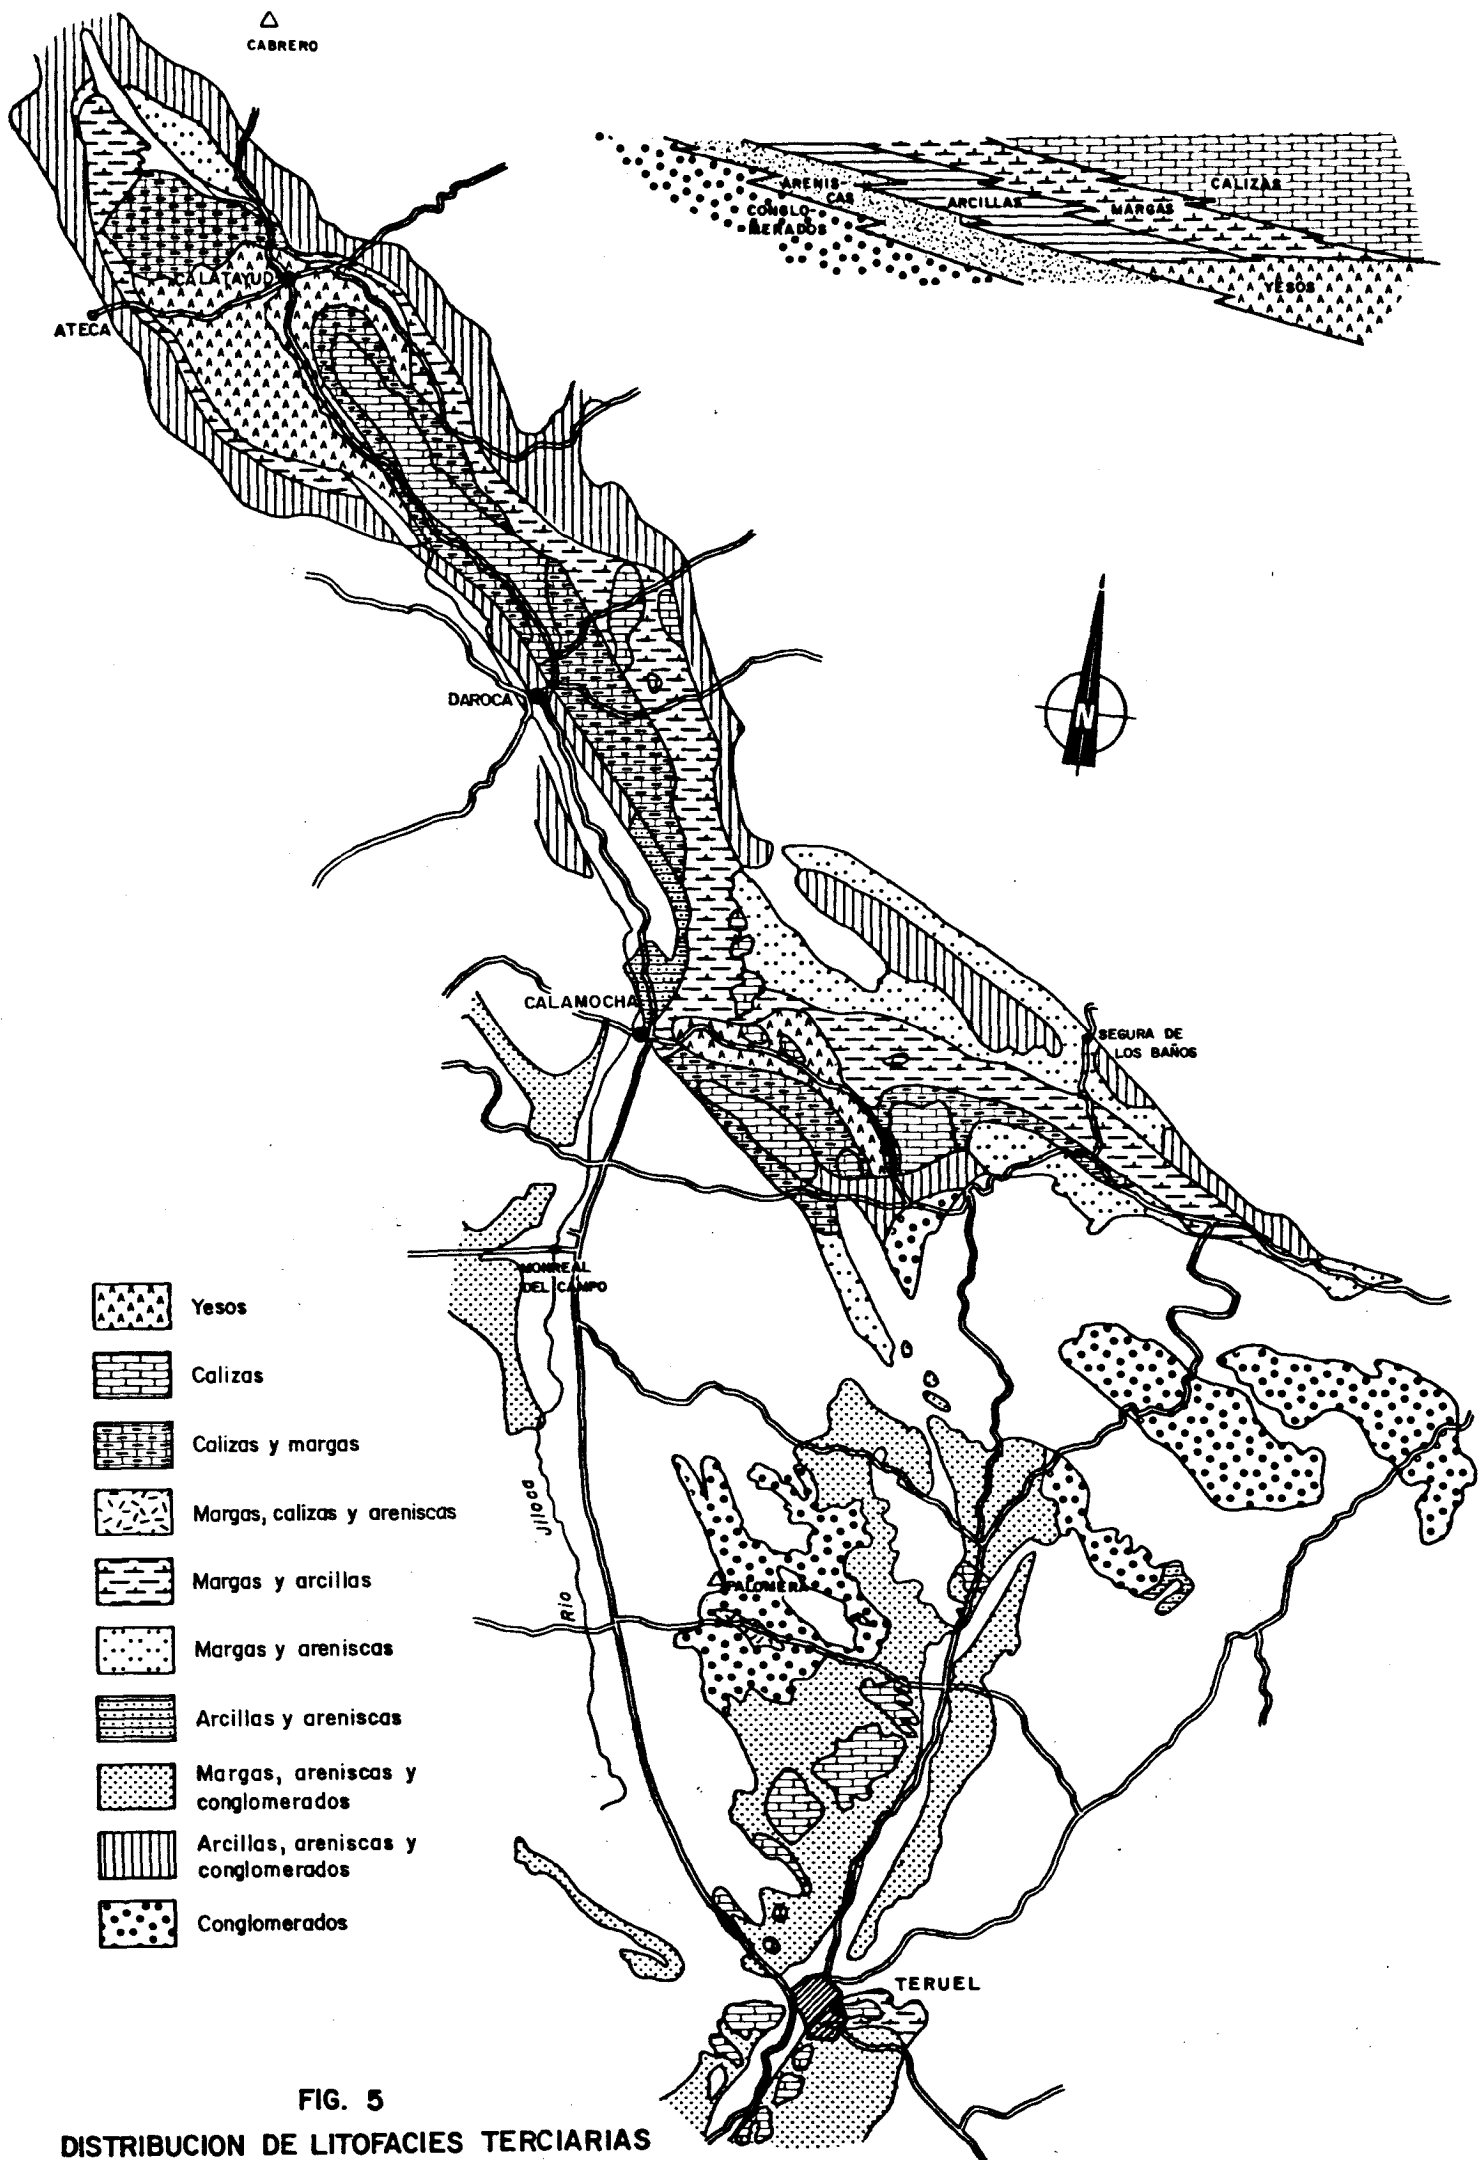 CABRERO
ARENIS-
CAS
CONGLO-
MERADOS
ARCILLAS
MARGAS
CALIZAS
YESOS
CALATAYUD
ATECA
DAROCA
N
CALAMOCHA
SEGURA DE
LOS BAÑOS
MONREAL
DEL CAMPO
Yesos
Calizas
Calizas y margas
Margas, calizas y areniscas
Margas y arcillas
Margas y areniscas
Arcillas y areniscas
Margas, areniscas y
conglomerados
Arcillas, areniscas y
conglomerados
Conglomerados
Rio Jiloca
PALOMERA
TERUEL
FIG. 5
DISTRIBUCION DE LITOFACIES TERCIARIAS